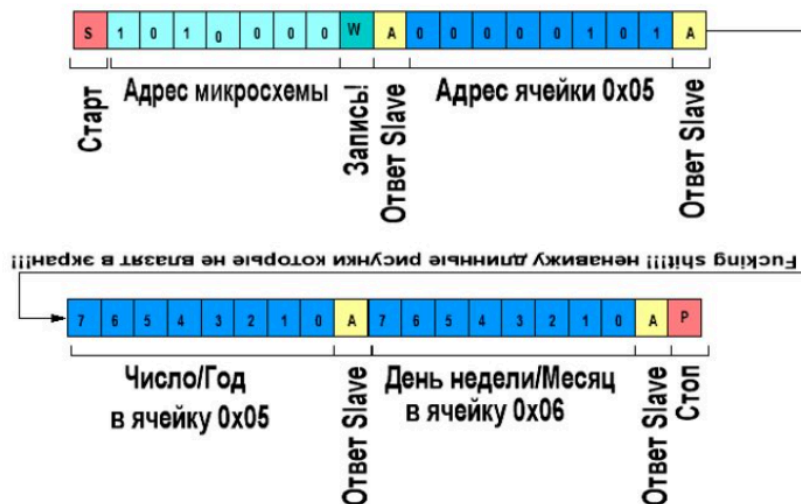 S 1 0 1 0 0 0 0 W A 0 0 0 0 0 1 0 1 A
Старт Адрес микросхемы Запись! Ответ Slave Адрес ячейки 0x05 Ответ Slave
Fucking shit!!!! ненавижу длинные рисунки которые не влазят в экран!!!
7 6 5 4 3 2 1 0 A 7 6 5 4 3 2 1 0 A P
Число/Год День недели/Месяц
в ячейку 0x05 Ответ Slave в ячейку 0x06 Ответ Slave Стоп